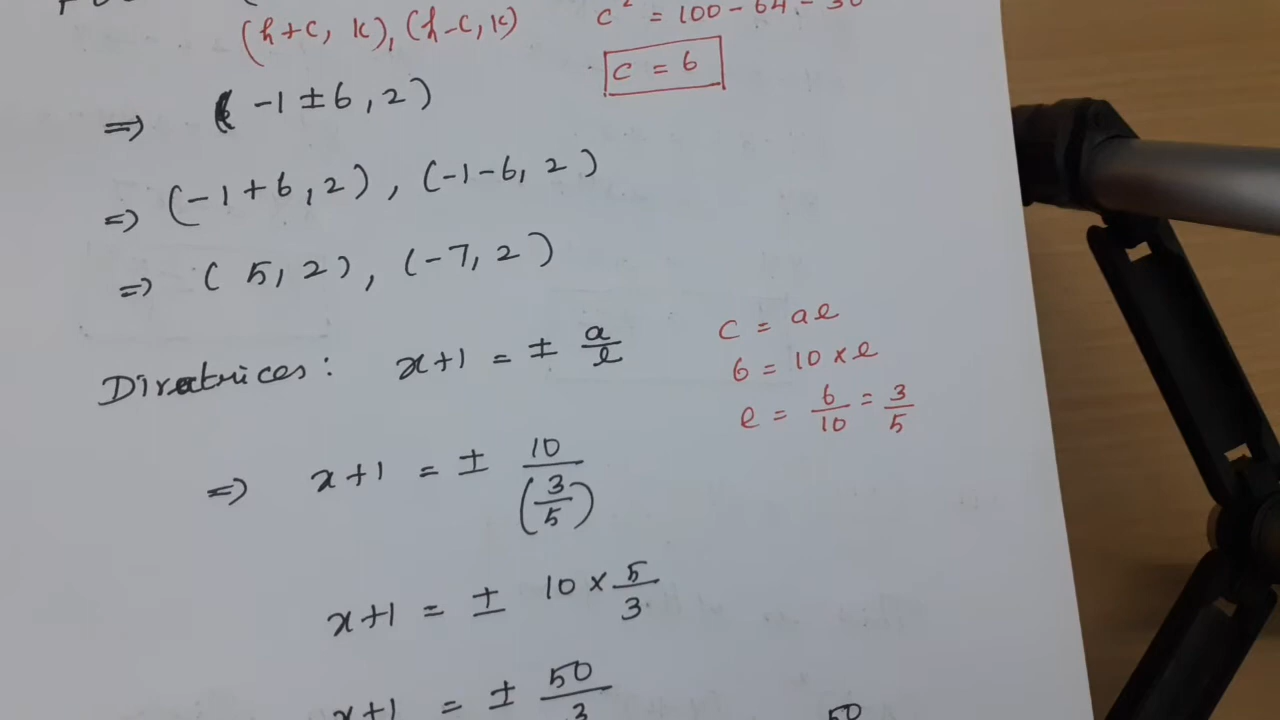 (h+c, k), (h-c, k)
c² = 100 - 64 = 36
c = 6
⇒ (-1 ± 6, 2)
⇒ (-1+6, 2), (-1-6, 2)
⇒ (5, 2), (-7, 2)
Directrices: x+1 = ± a/e
c = ae
6 = 10 × e
e = 6/10 = 3/5
⇒ x+1 = ± 10/(3/5)
x+1 = ± 10 × 5/3
x+1 = ± 50/3
50